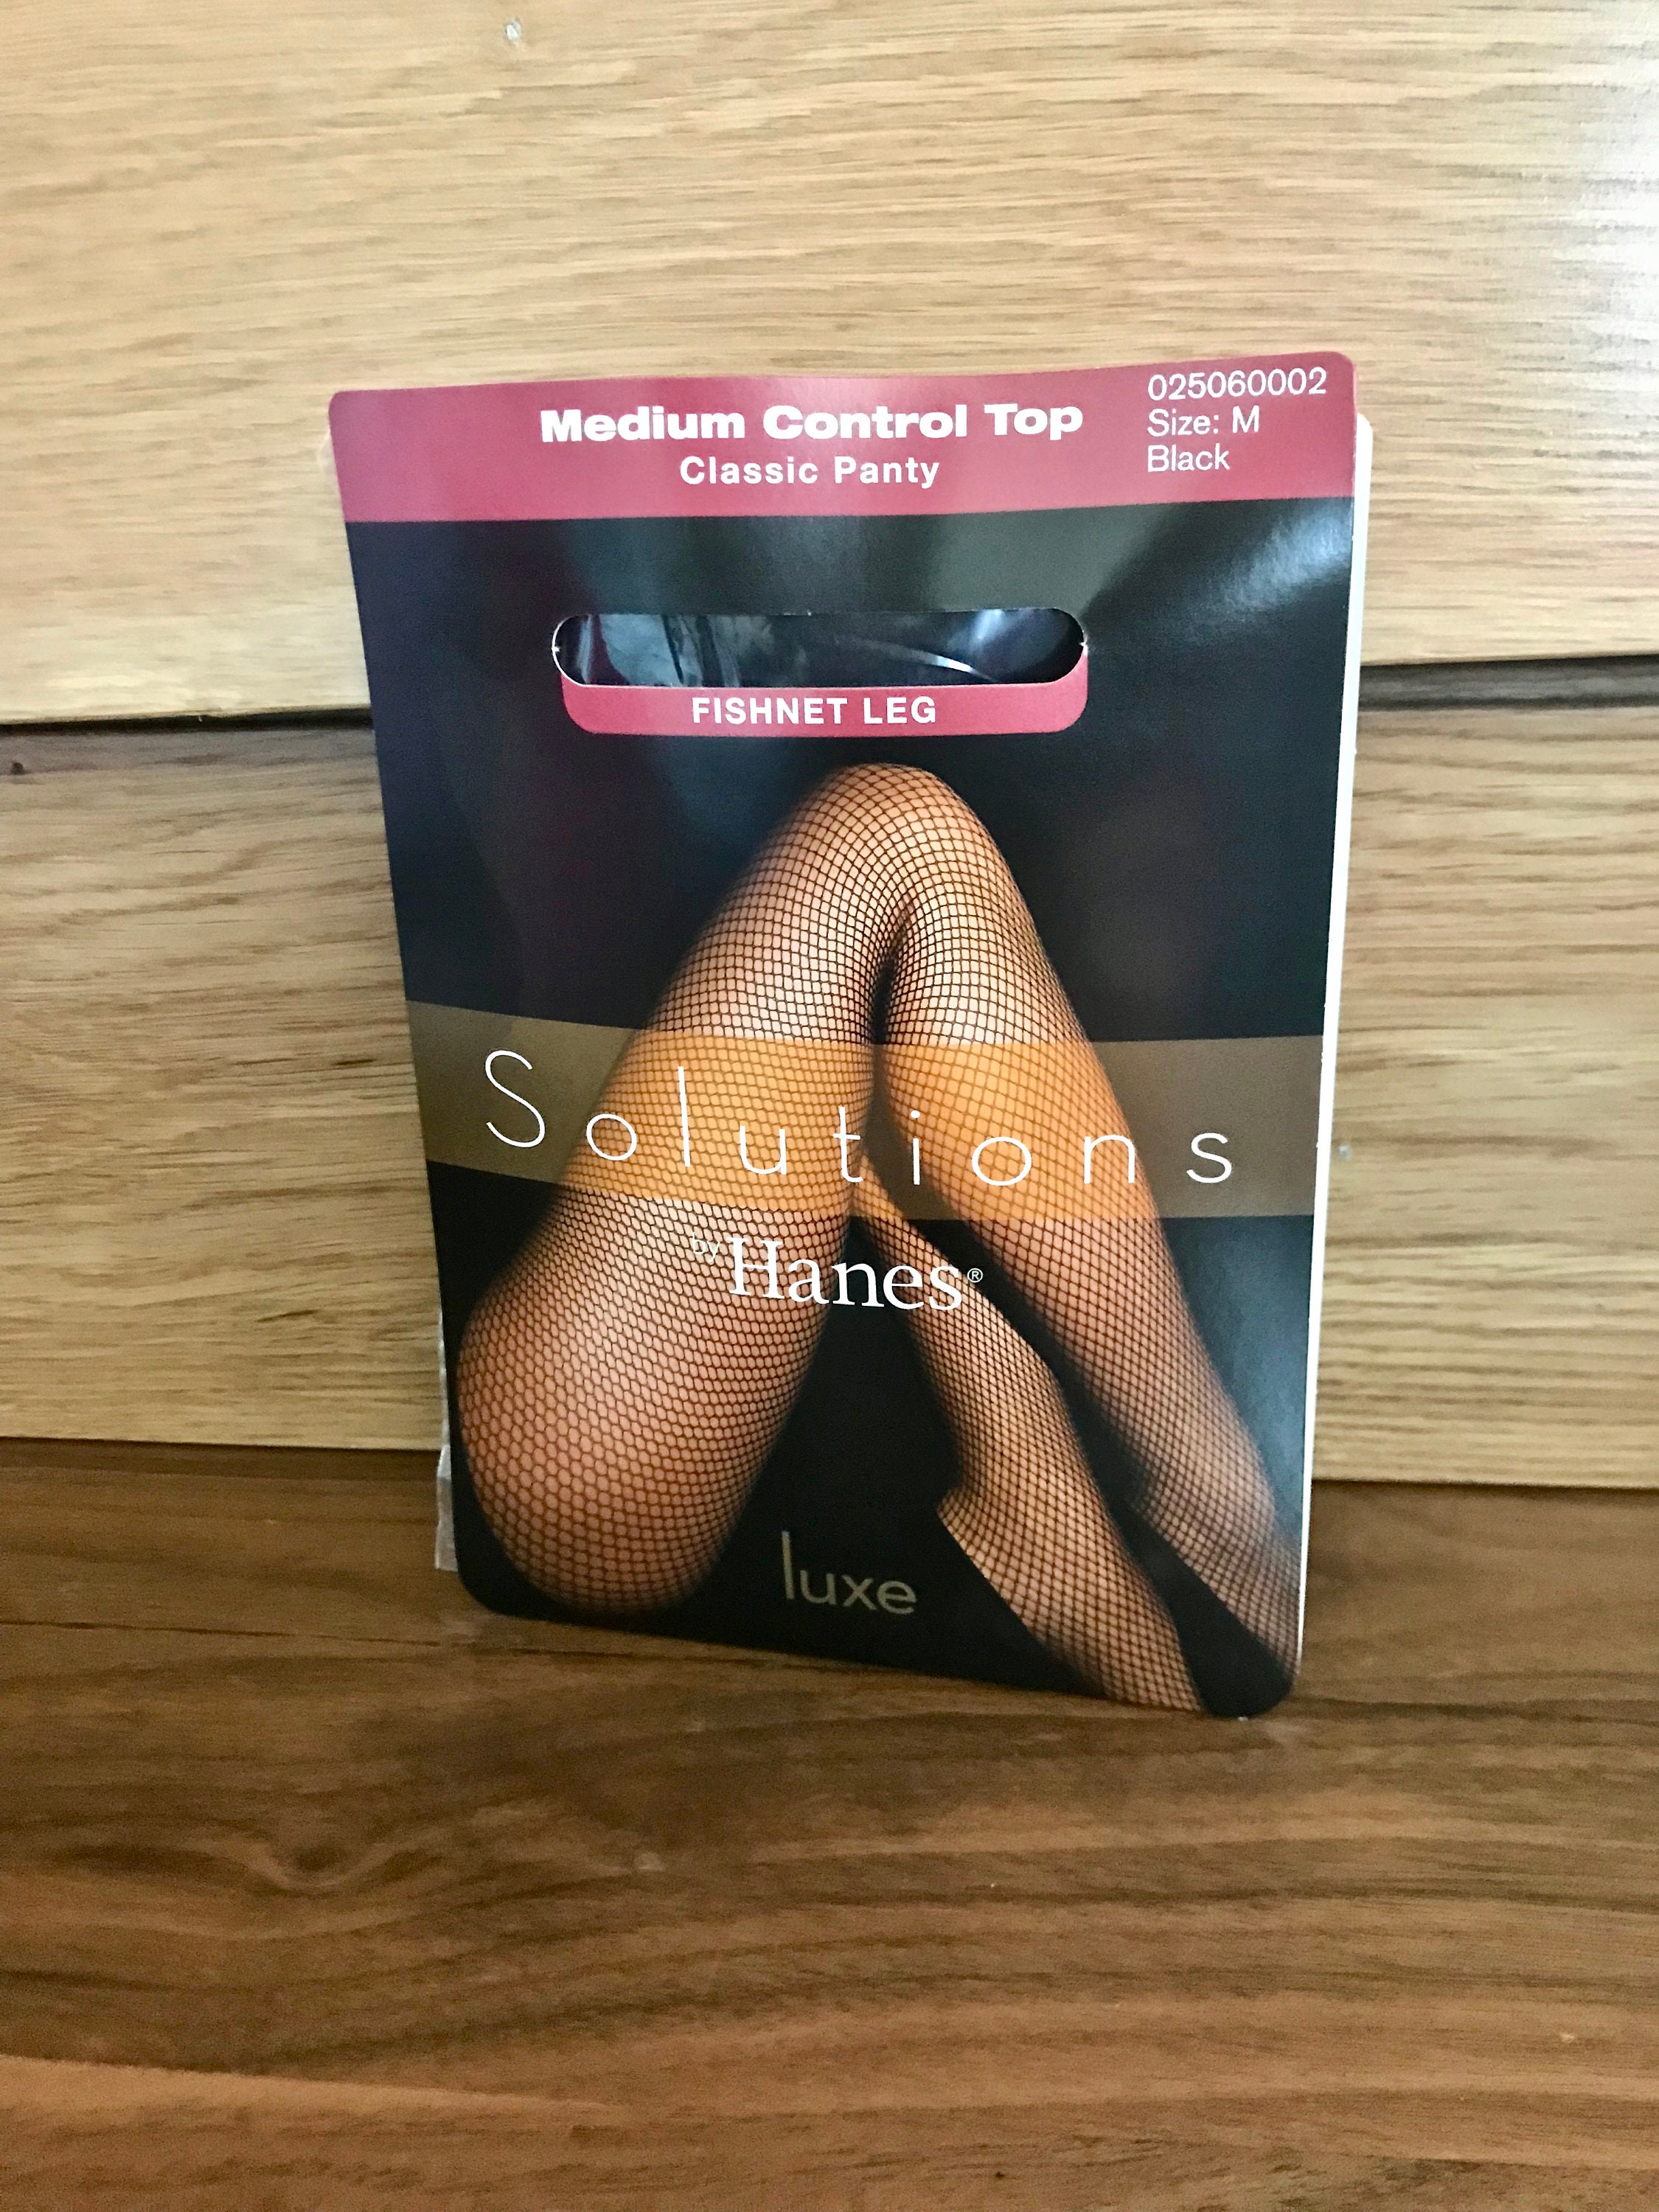 Medium Control Top
Classic Panty
025060002
Size: M
Black
FISHNET LEG
Solutions
by Hanes®
luxe